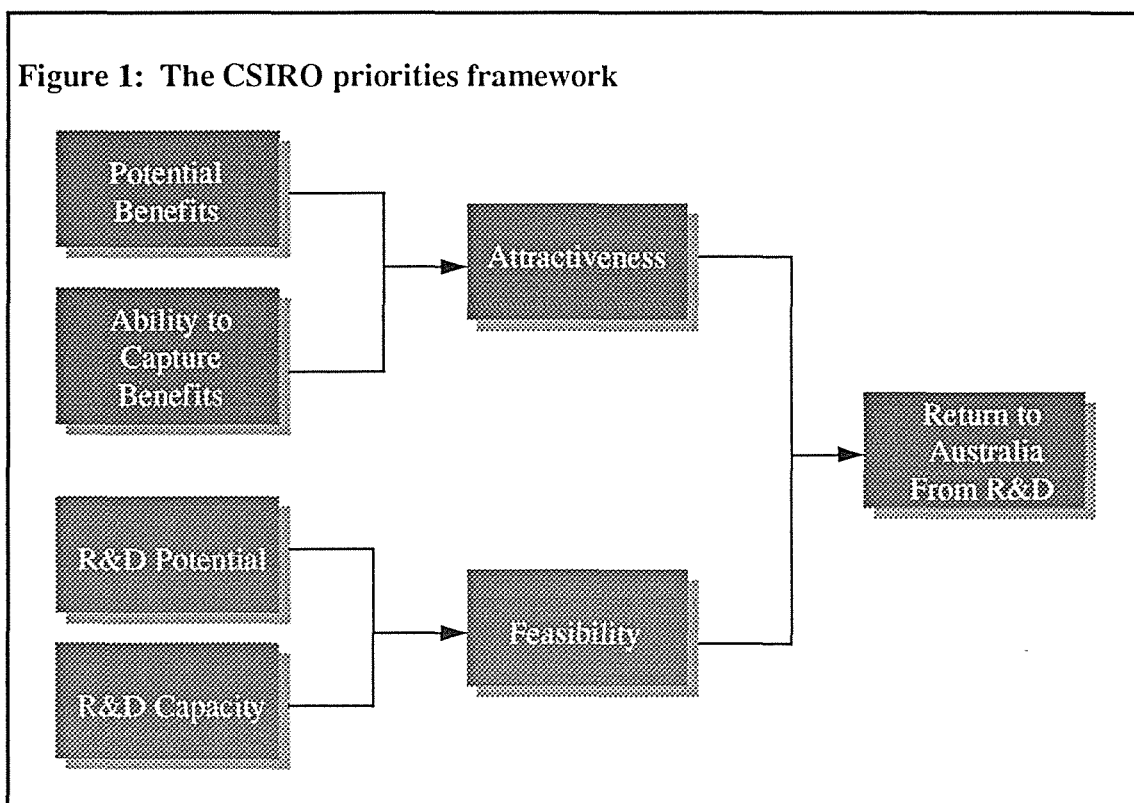 Figure 1: The CSIRO priorities framework
Potential
Benefits
Ability to
Capture
Benefits
Attractiveness
R&D Potential
R&D Capacity
Feasibility
Return to
Australia
From R&D